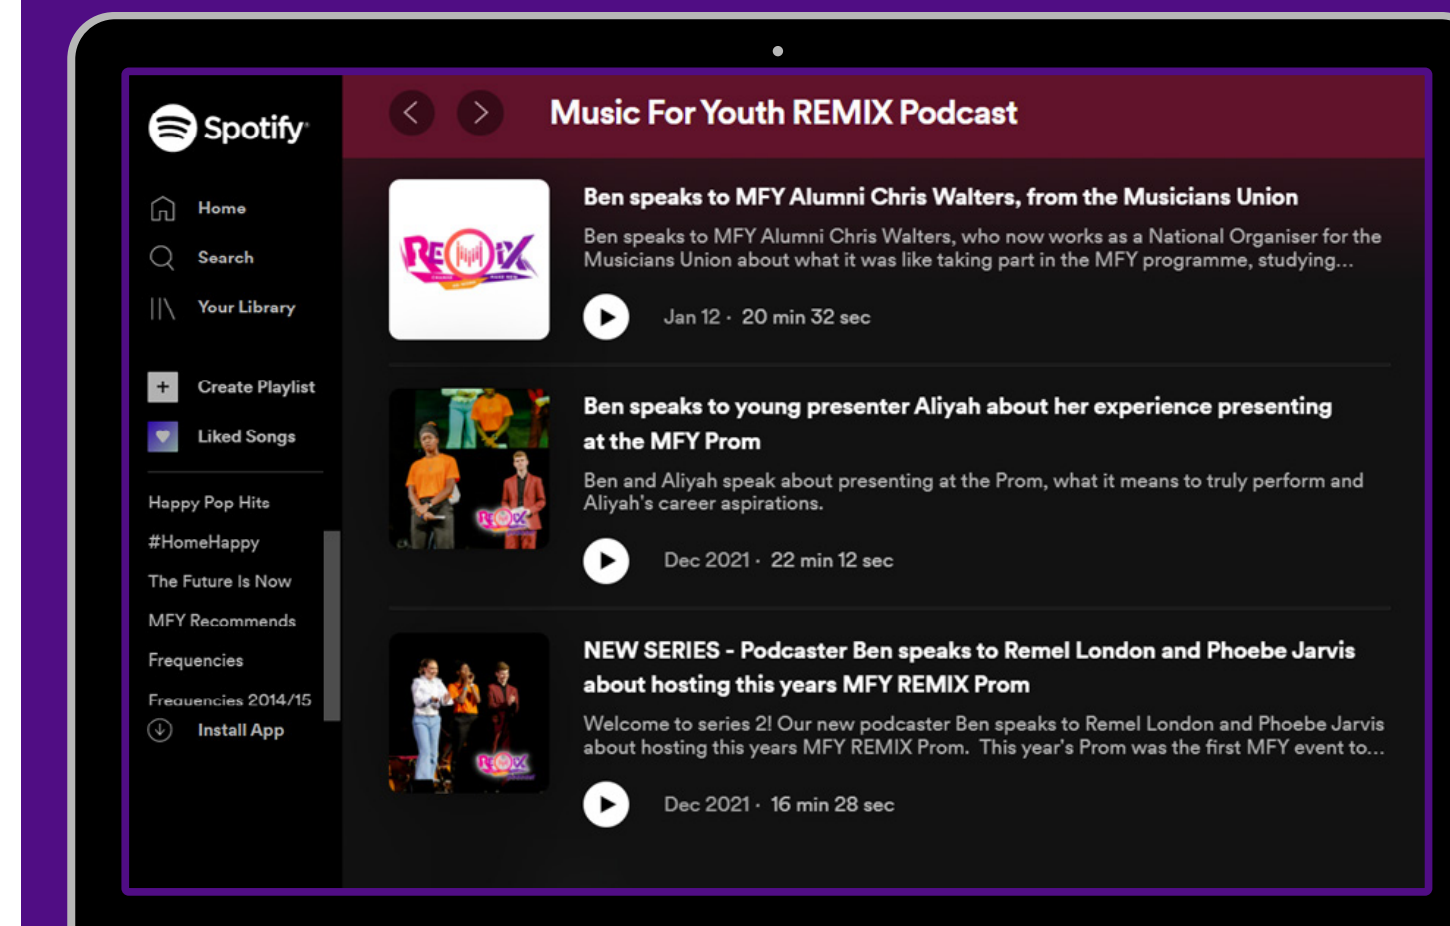 Spotify
Home
Search
Your Library
Create Playlist
Liked Songs
Happy Pop Hits
#HomeHappy
The Future Is Now
MFY Recommends
Frequencies
Frequencies 2014/15
Install App
Music For Youth REMIX Podcast
REMIX
Ben speaks to MFY Alumni Chris Walters, from the Musicians Union
Ben speaks to MFY Alumni Chris Walters, who now works as a National Organiser for the
Musicians Union about what it was like taking part in the MFY programme, studying...
Jan 12 · 20 min 32 sec
REMIX
Ben speaks to young presenter Aliyah about her experience presenting
at the MFY Prom
Ben and Aliyah speak about presenting at the Prom, what it means to truly perform and
Aliyah's career aspirations.
Dec 2021 · 22 min 12 sec
REMIX
NEW SERIES - Podcaster Ben speaks to Remel London and Phoebe Jarvis
about hosting this years MFY REMIX Prom
Welcome to series 2! Our new podcaster Ben speaks to Remel London and Phoebe Jarvis
about hosting this years MFY REMIX Prom. This year's Prom was the first MFY event to...
Dec 2021 · 16 min 28 sec